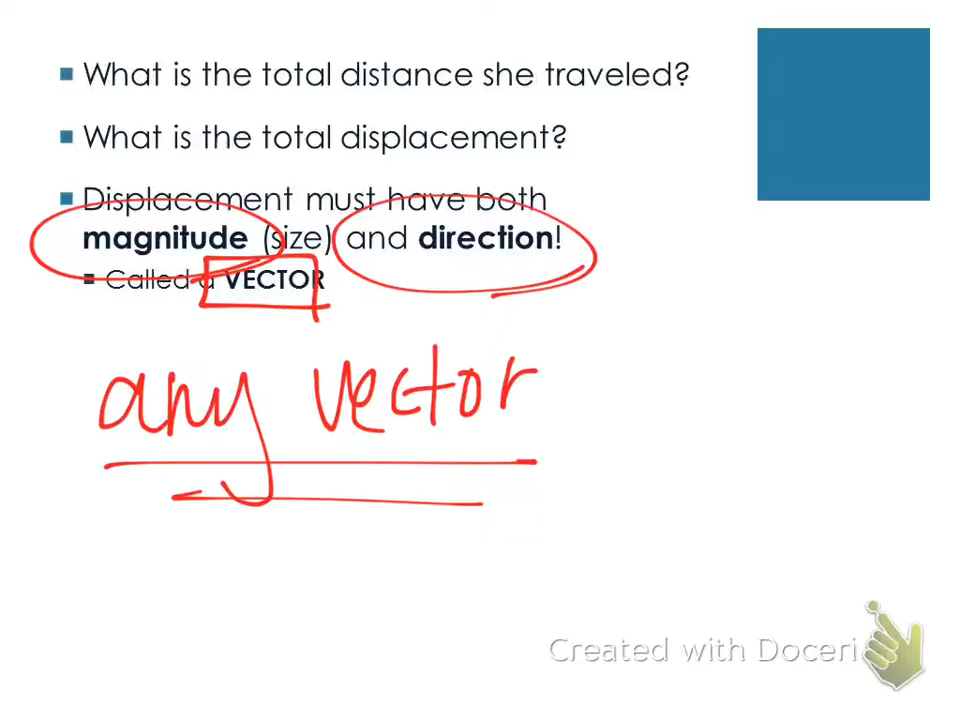 What is the total distance she traveled?
What is the total displacement?
Displacement must have both
magnitude (size) and direction!
Called a VECTOR
any vector
Created with Doceri